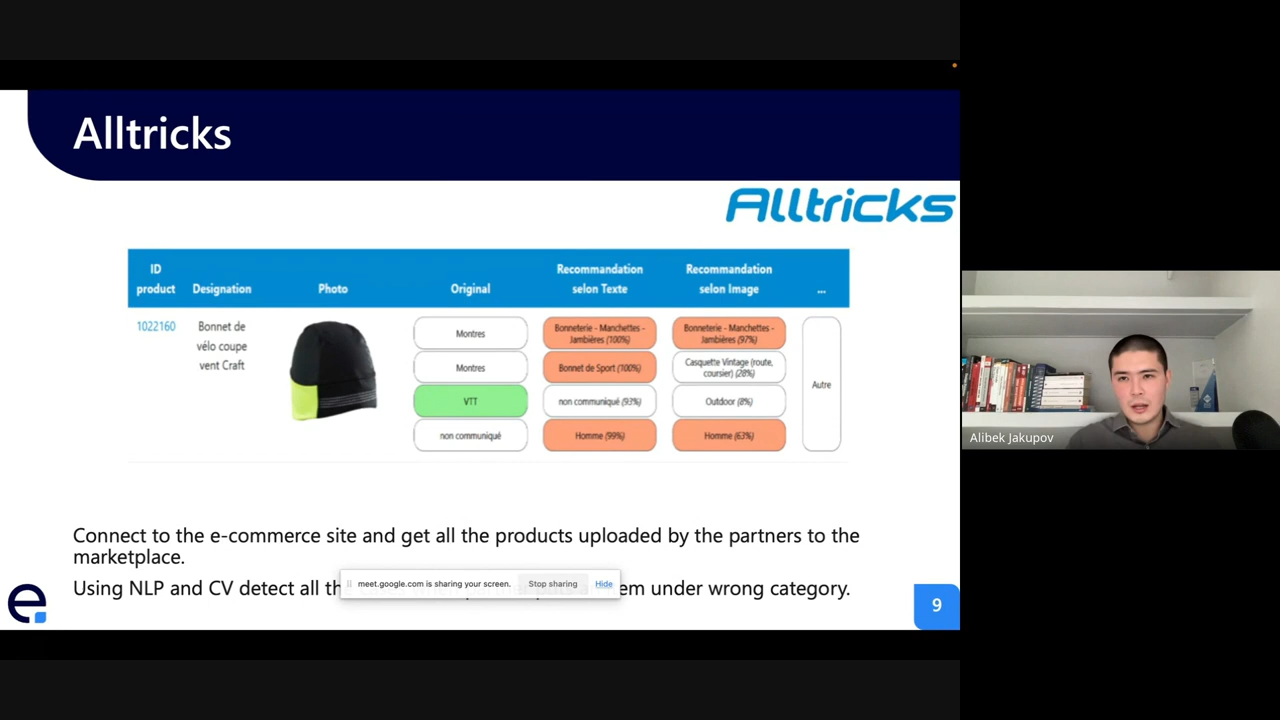 Alltricks
Alltricks
ID product
Designation
Photo
Original
Recommandation selon Texte
Recommandation selon Image
...
1022160
Bonnet de vélo coupe vent Craft
Montres
Bonneterie - Manchettes - Jambières (100%)
Bonneterie - Manchettes - Jambières (97%)
Montres
Bonnet de Sport (100%)
Casquette Vintage (route, coursier) (28%)
VTT
non communiqué (93%)
Outdoor (8%)
non communiqué
Homme (99%)
Homme (63%)
Autre
Connect to the e-commerce site and get all the products uploaded by the partners to the
marketplace.
Using NLP and CV detect all under wrong category.
meet.google.com is sharing your screen. Stop sharing Hide
e
9
Alibek Jakupov